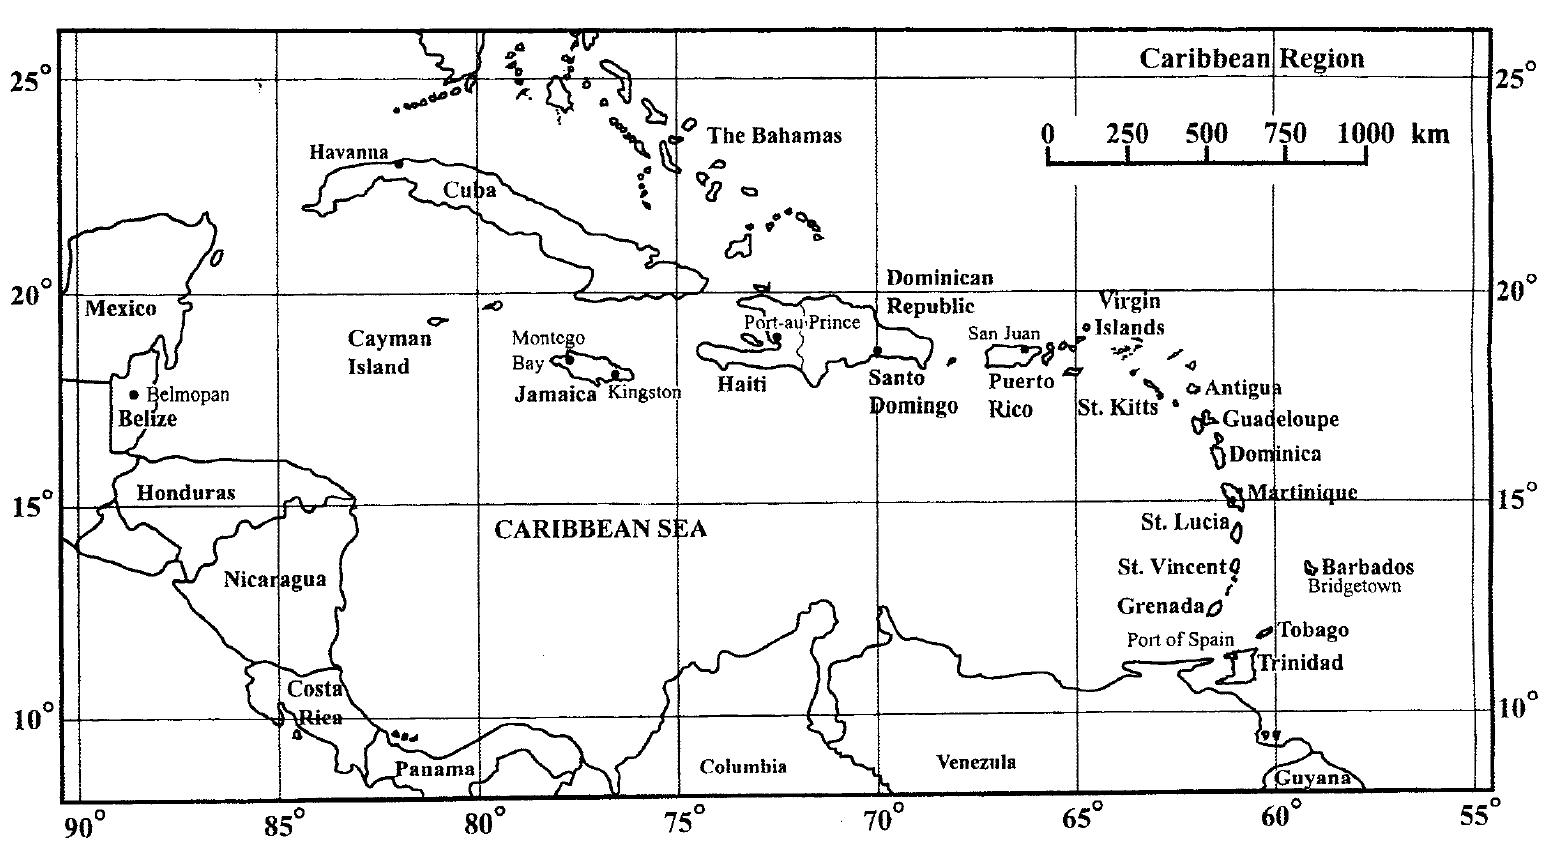 Caribbean Region
25°
25°
0 250 500 750 1000 km
The Bahamas
Havanna
Cuba
20°
Mexico
Dominican
Republic
20°
Virgin
Islands
Cayman
Island
Montego
Bay
Jamaica
Kingston
Port-au-Prince
Haiti
Santo
Domingo
San Juan
Puerto
Rico
St. Kitts
Antigua
Guadeloupe
Dominica
Belmopan
Belize
Honduras
15°
Martinique
15°
CARIBBEAN SEA
St. Lucia
Nicaragua
St. Vincent
Barbados
Bridgetown
Grenada
Tobago
Port of Spain
Trinidad
Costa
Rica
10°
10°
Panama
Columbia
Venezula
Guyana
90° 85° 80° 75° 70° 65° 60° 55°